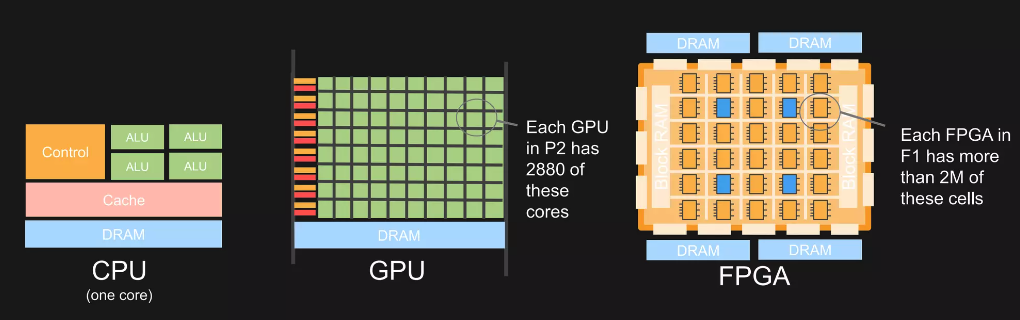 Control
ALU
ALU
ALU
ALU
Cache
DRAM
CPU
(one core)
DRAM
GPU
Each GPU
in P2 has
2880 of
these
cores
DRAM
DRAM
Block RAM
Block RAM
DRAM
DRAM
FPGA
Each FPGA in
F1 has more
than 2M of
these cells